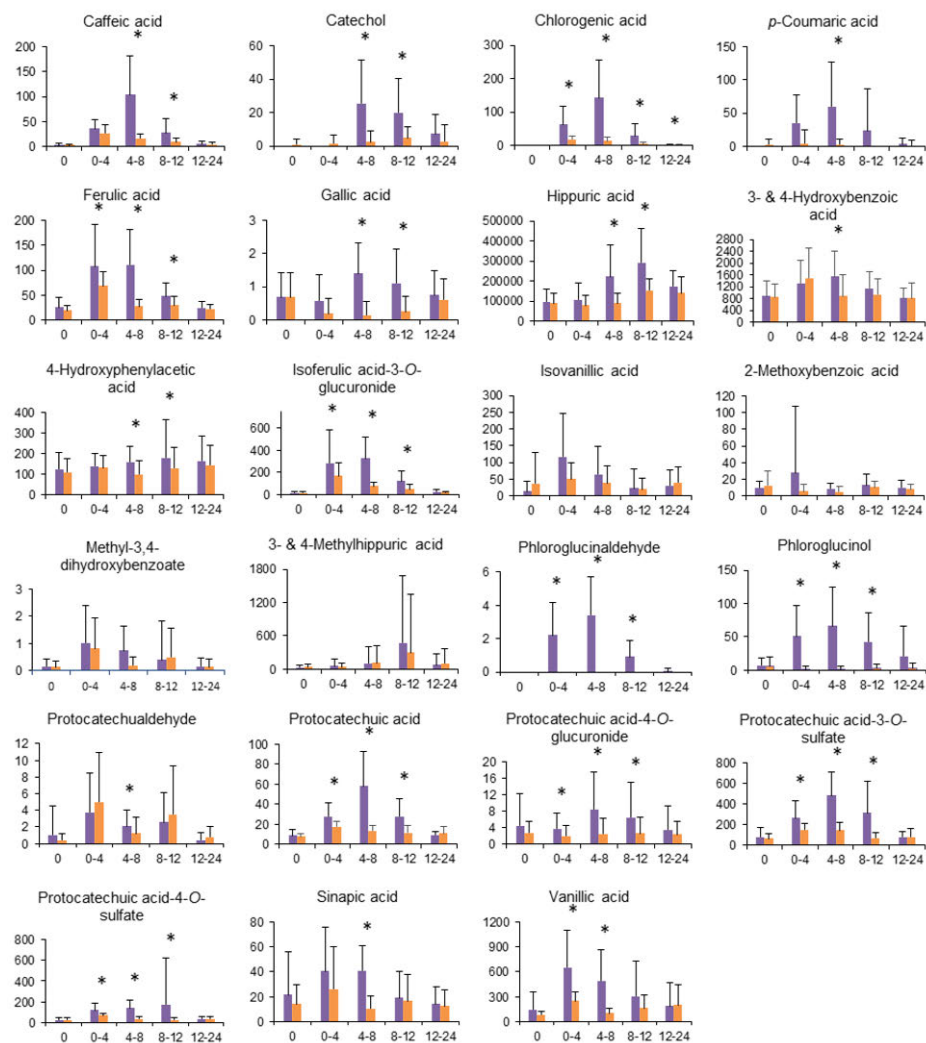 Caffeic acid
* *
200
150
100
50
0
0 0-4 4-8 8-12 12-24
Catechol
* *
60
40
20
0
0 0-4 4-8 8-12 12-24
Chlorogenic acid
* * * *
300
200
100
0
0 0-4 4-8 8-12 12-24
p-Coumaric acid
*
150
100
50
0
0 0-4 4-8 8-12 12-24
Ferulic acid
* * *
200
150
100
50
0
0 0-4 4-8 8-12 12-24
Gallic acid
* *
3
2
1
0
0 0-4 4-8 8-12 12-24
Hippuric acid
* *
500000
400000
300000
200000
100000
0
0 0-4 4-8 8-12 12-24
3- & 4-Hydroxybenzoic
acid
*
2800
2400
2000
1600
1200
800
400
0
0 0-4 4-8 8-12 12-24
4-Hydroxyphenylacetic
acid
* *
400
300
200
100
0
0 0-4 4-8 8-12 12-24
Isoferulic acid-3-O-
glucuronide
* * *
600
400
200
0
0 0-4 4-8 8-12 12-24
Isovanillic acid
300
250
200
150
100
50
0
0 0-4 4-8 8-12 12-24
2-Methoxybenzoic acid
120
100
80
60
40
20
0
0 0-4 4-8 8-12 12-24
Methyl-3,4-
dihydroxybenzoate
3
2
1
0
0 0-4 4-8 8-12 12-24
3- & 4-Methylhippuric acid
1800
1200
600
0
0 0-4 4-8 8-12 12-24
Phloroglucinaldehyde
* * *
6
4
2
0
0 0-4 4-8 8-12 12-24
Phloroglucinol
* * *
150
100
50
0
0 0-4 4-8 8-12 12-24
Protocatechualdehyde
*
12
10
8
6
4
2
0
0 0-4 4-8 8-12 12-24
Protocatechuic acid
* * *
100
80
60
40
20
0
0 0-4 4-8 8-12 12-24
Protocatechuic acid-4-O-
glucuronide
* * *
24
20
16
12
8
4
0
0 0-4 4-8 8-12 12-24
Protocatechuic acid-3-O-
sulfate
* * *
800
600
400
200
0
0 0-4 4-8 8-12 12-24
Protocatechuic acid-4-O-
sulfate
* * *
800
600
400
200
0
0 0-4 4-8 8-12 12-24
Sinapic acid
*
80
60
40
20
0
0 0-4 4-8 8-12 12-24
Vanillic acid
* *
1200
900
600
300
0
0 0-4 4-8 8-12 12-24